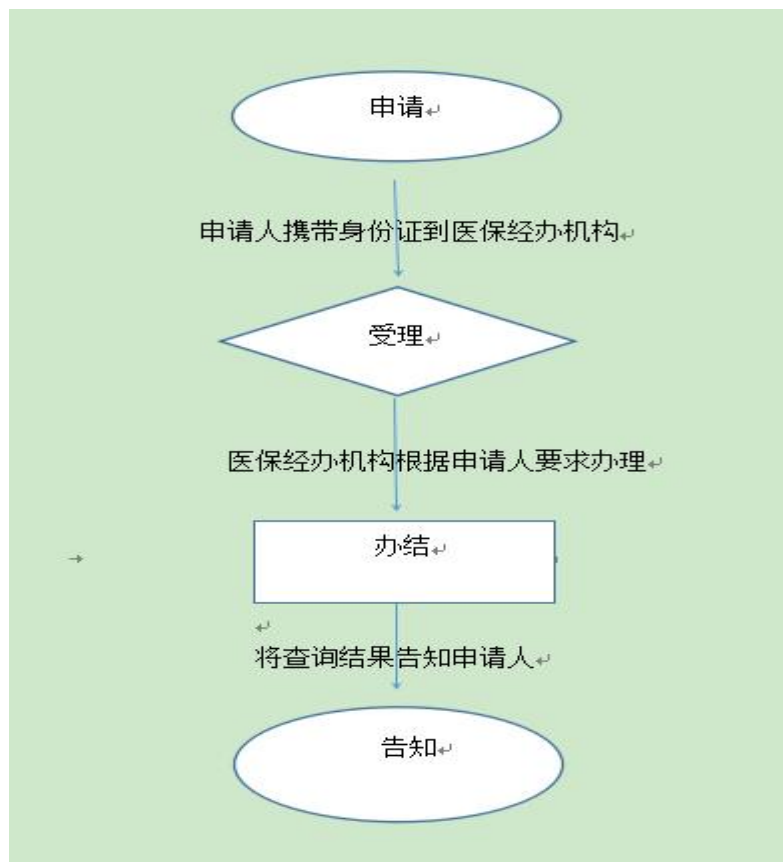 申请
申请人携带身份证到医保经办机构
受理
医保经办机构根据申请人要求办理
办结
将查询结果告知申请人
告知